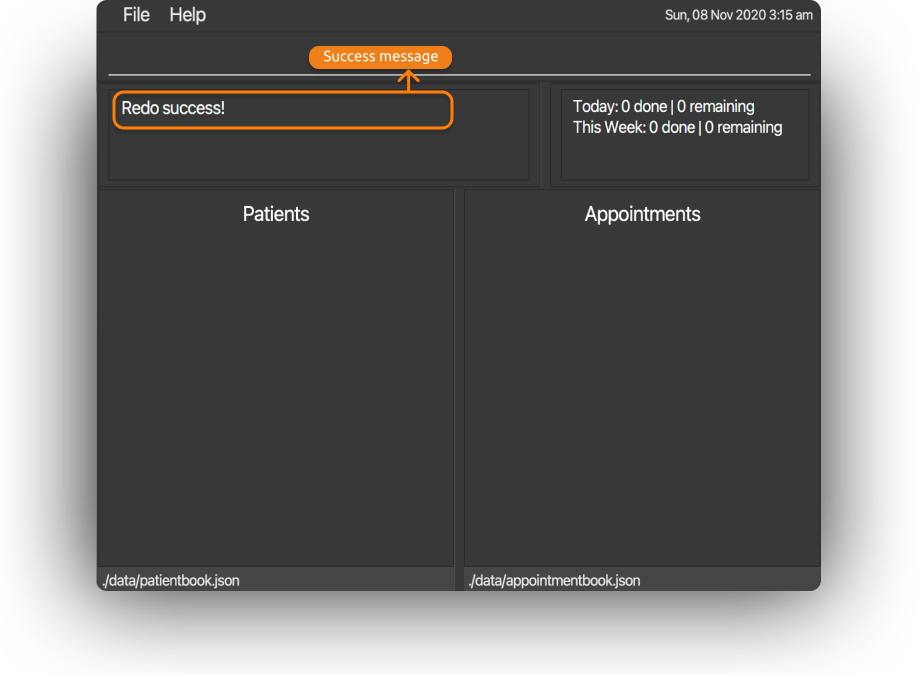 File Help Sun, 08 Nov 2020 3:15 am
Success message
Redo success!
Today: 0 done | 0 remaining
This Week: 0 done | 0 remaining
Patients
Appointments
./data/patientbook.json
./data/appointmentbook.json